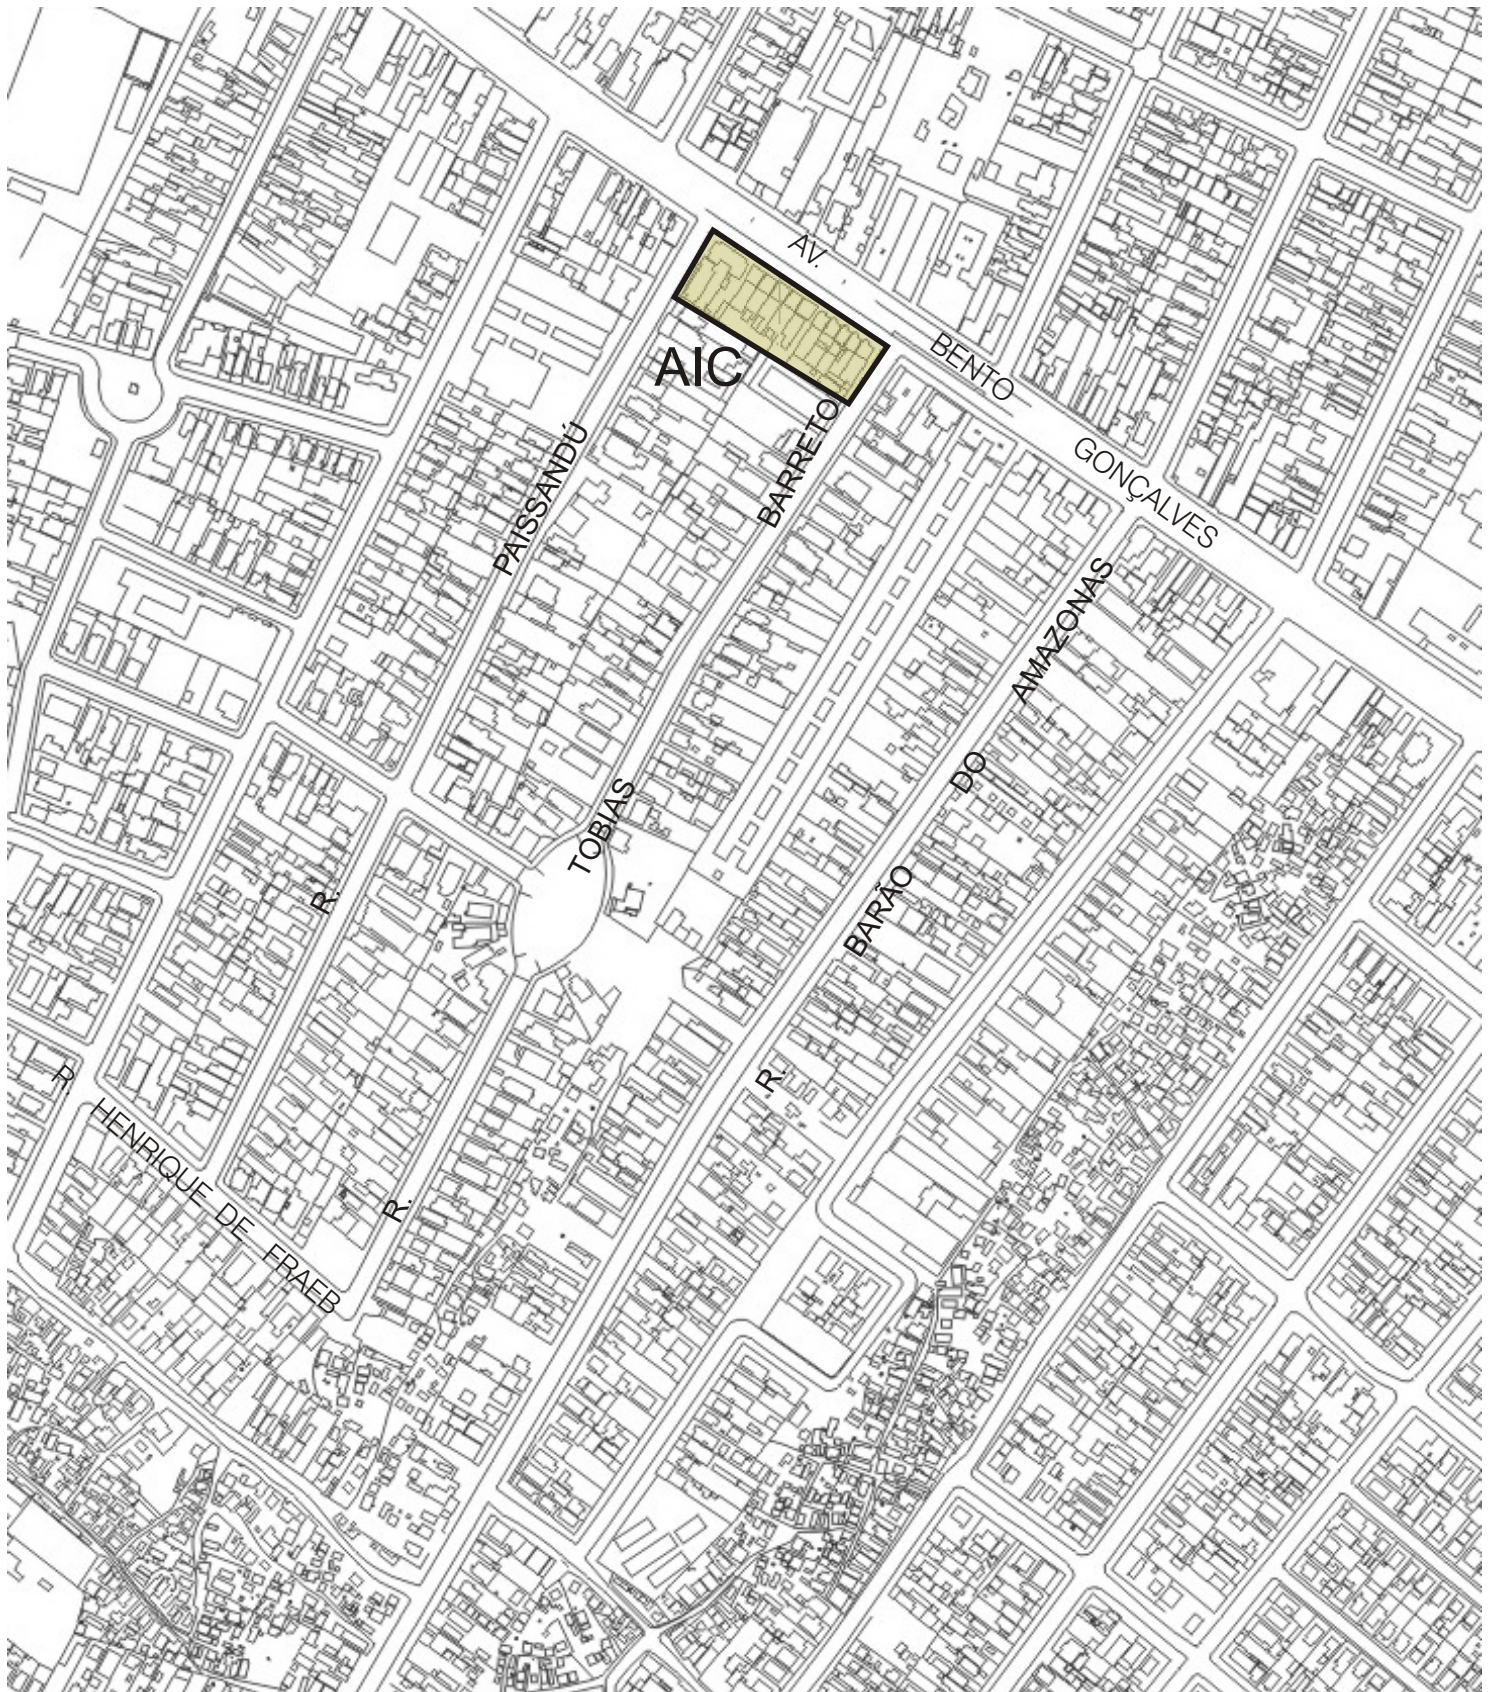 AV. BENTO GONÇALVES
AIC
R. PAISSANDÚ
R. TOBIAS BARRETO
R. BARÃO DO AMAZONAS
R. HENRIQUE DE FRAEB